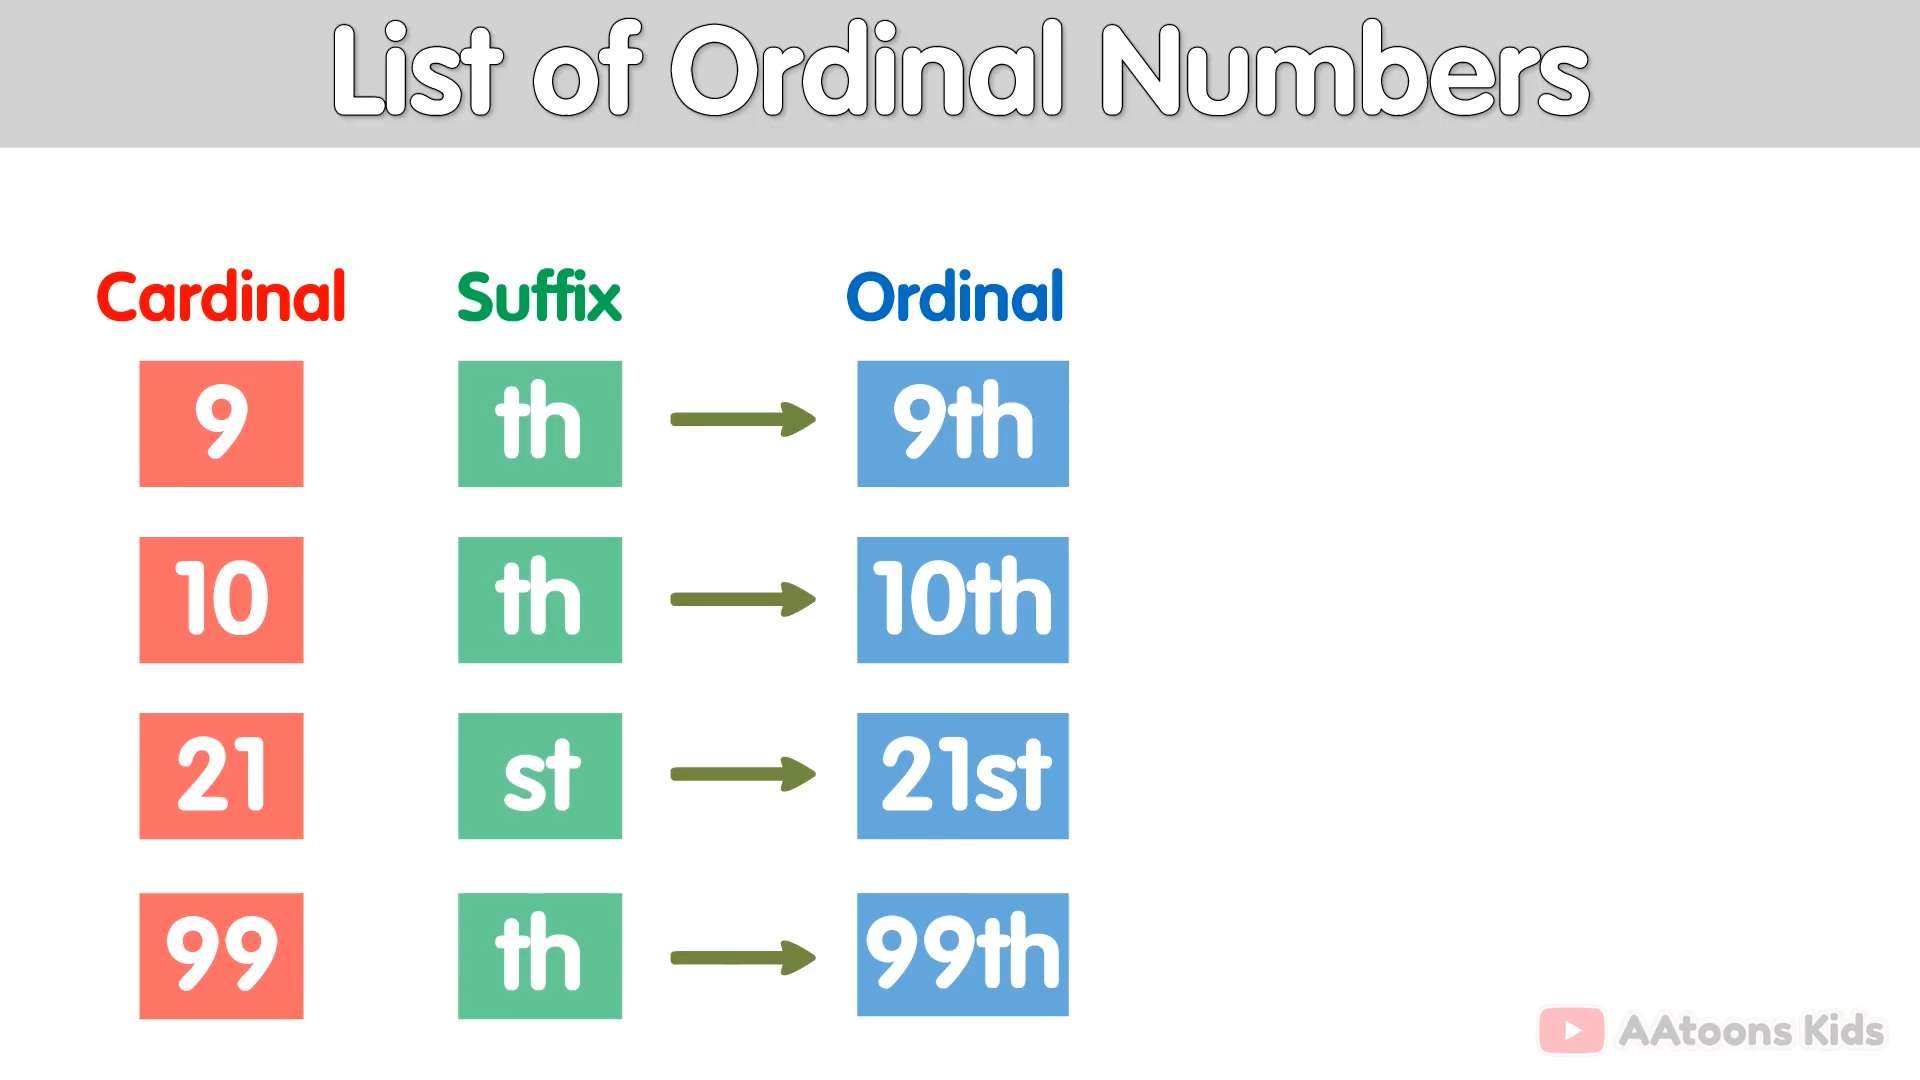 List of Ordinal Numbers
Cardinal Suffix Ordinal
9 th 9th
10 th 10th
21 st 21st
99 th 99th
AAtoons Kids